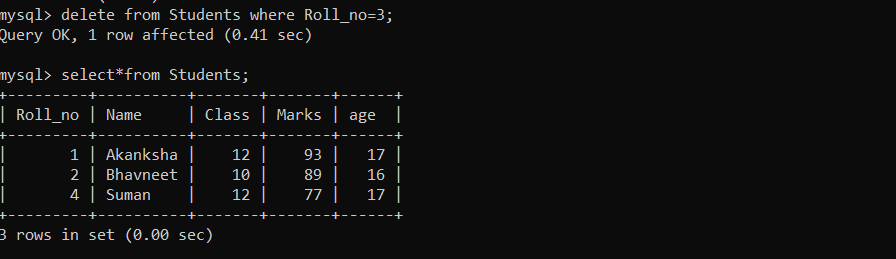 mysql> delete from Students where Roll_no=3;
Query OK, 1 row affected (0.41 sec)
mysql> select*from Students;
+---------+----------+-------+-------+------+
| Roll_no | Name     | Class | Marks | age  |
+---------+----------+-------+-------+------+
|       1 | Akanksha |    12 |    93 |   17 |
|       2 | Bhavneet |    10 |    89 |   16 |
|       4 | Suman    |    12 |    77 |   17 |
+---------+----------+-------+-------+------+
3 rows in set (0.00 sec)